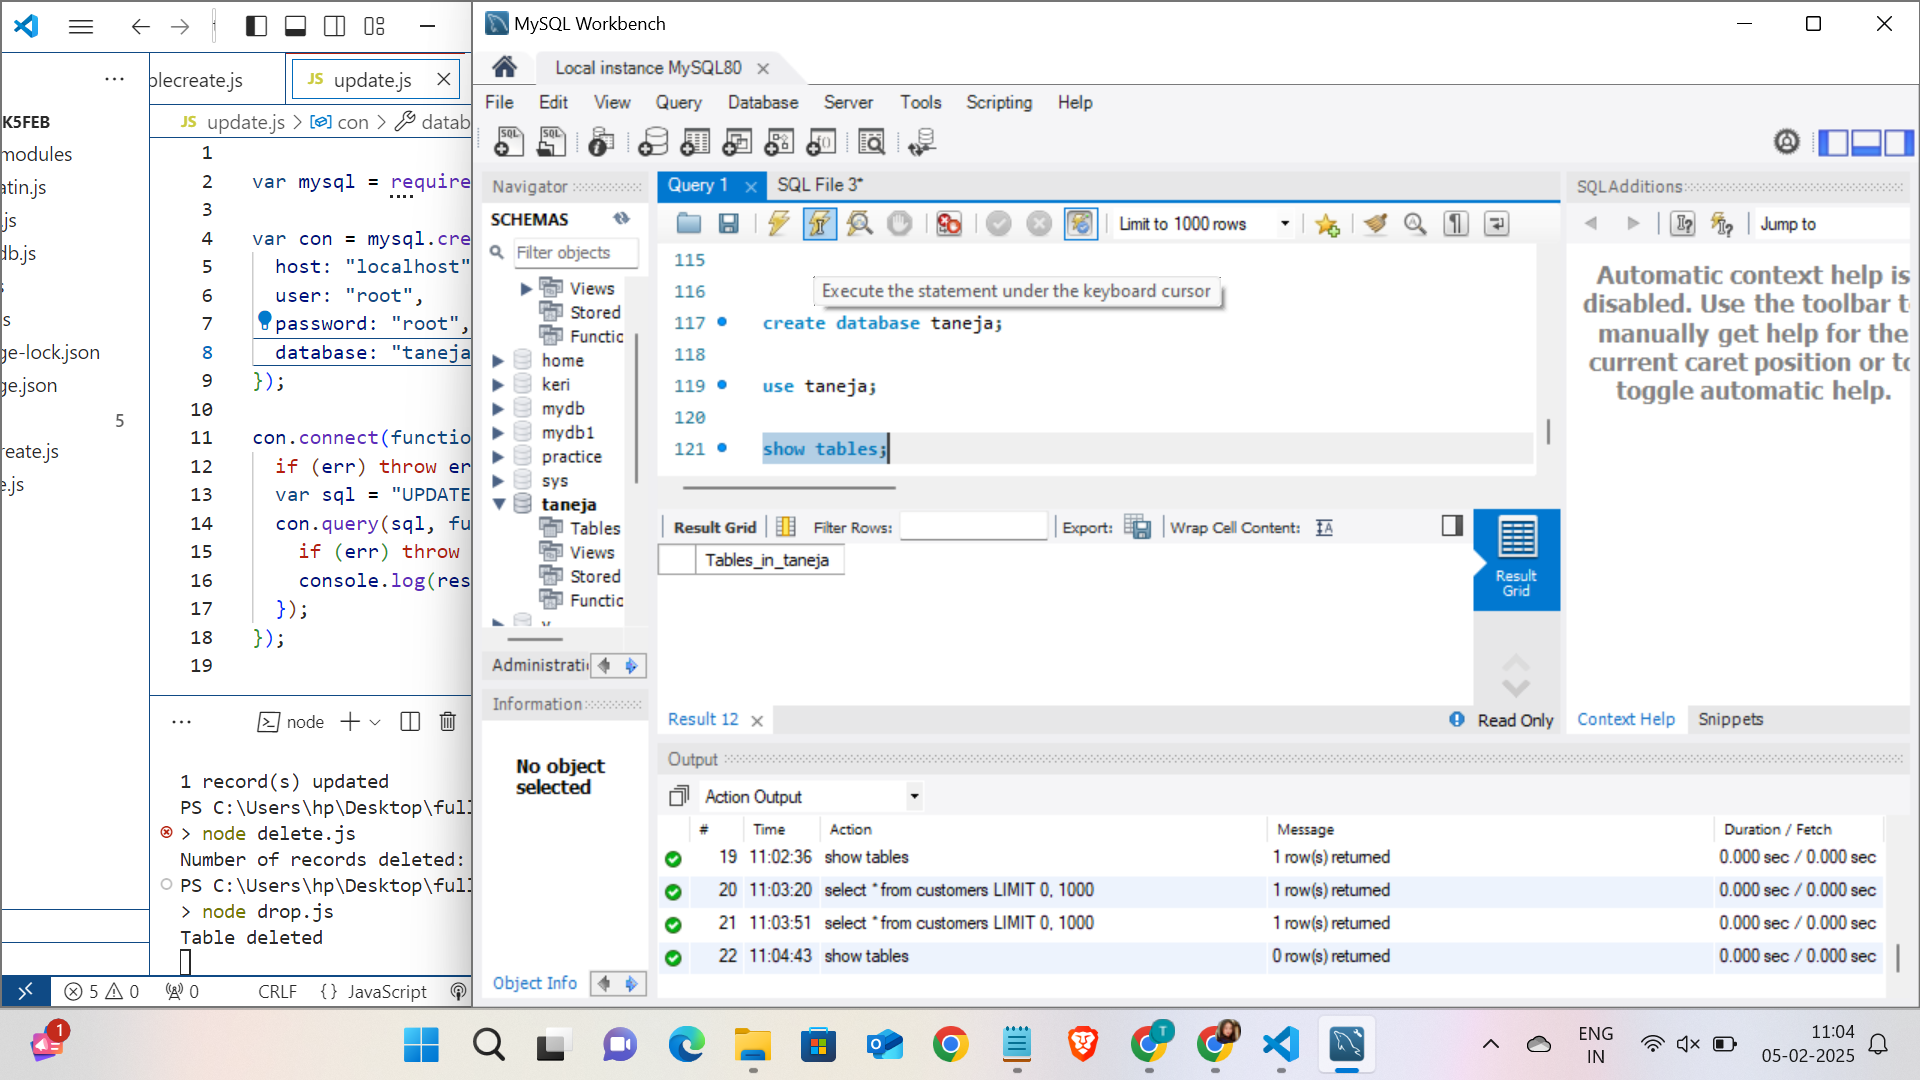 blecreate.js
JS update.js
K5FEB
modules
atin.js
.js
db.js
s
ge-lock.json
ge.json
5
reate.js
e.js
JS update.js > con > datab
1
2 var mysql = require
3
4 var con = mysql.cre
5 host: "localhost"
6 user: "root",
7 password: "root",
8 database: "taneja
9 });
10
11 con.connect(functio
12 if (err) throw er
13 var sql = "UPDATE
14 con.query(sql, fu
15 if (err) throw
16 console.log(res
17 });
18 });
19
node
1 record(s) updated
PS C:\Users\hp\Desktop\full
> node delete.js
Number of records deleted:
PS C:\Users\hp\Desktop\full
> node drop.js
Table deleted
5 0 0 CRLF {} JavaScript
MySQL Workbench
Local instance MySQL80
File Edit View Query Database Server Tools Scripting Help
Navigator
SCHEMAS
Filter objects
Views
Stored
Functio
home
keri
mydb
mydb1
practice
sys
taneja
Tables
Views
Stored
Functio
Administratio
Information
No object
selected
Object Info
Query 1 SQL File 3*
Limit to 1000 rows
Execute the statement under the keyboard cursor
115
116
117 create database taneja;
118
119 use taneja;
120
121 show tables;
Result Grid Filter Rows: Export: Wrap Cell Content:
Tables_in_taneja
Result
Grid
Result 12
Read Only
SQLAdditions
Jump to
Automatic context help is
disabled. Use the toolbar t
manually get help for the
current caret position or to
toggle automatic help.
Context Help Snippets
Output
Action Output
# Time Action Message Duration / Fetch
19 11:02:36 show tables 1 row(s) returned 0.000 sec / 0.000 sec
20 11:03:20 select * from customers LIMIT 0, 1000 1 row(s) returned 0.000 sec / 0.000 sec
21 11:03:51 select * from customers LIMIT 0, 1000 1 row(s) returned 0.000 sec / 0.000 sec
22 11:04:43 show tables 0 row(s) returned 0.000 sec / 0.000 sec
1
T
ENG
IN
11:04
05-02-2025